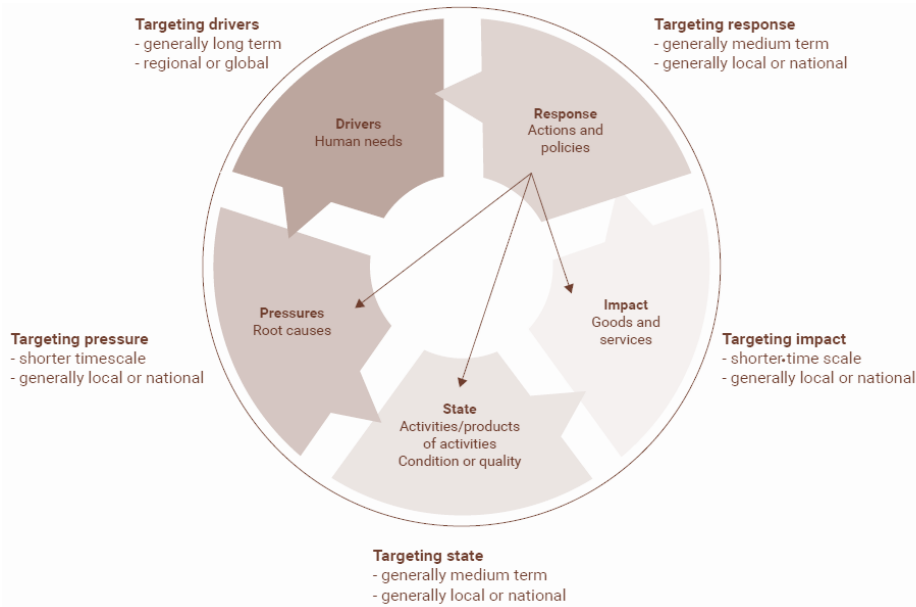 Targeting drivers
- generally long term
- regional or global
Targeting response
- generally medium term
- generally local or national
Drivers
Human needs
Response
Actions and
policies
Pressures
Root causes
Impact
Goods and
services
Targeting pressure
- shorter timescale
- generally local or national
Targeting impact
- shorter time scale
- generally local or national
State
Activities/products
of activities
Condition or quality
Targeting state
- generally medium term
- generally local or national